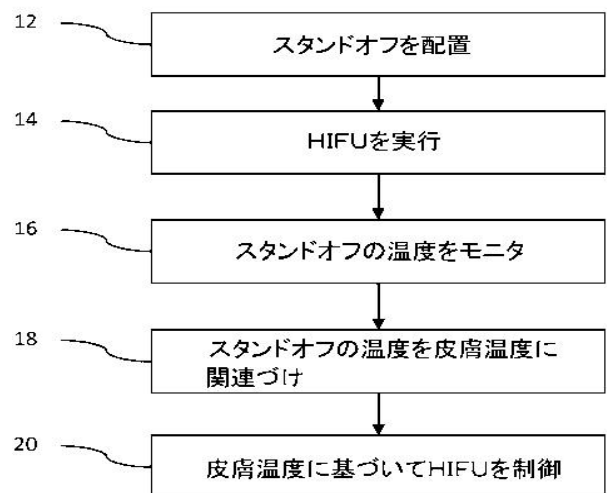 12
スタンドオフを配置
14
HIFUを実行
16
スタンドオフの温度をモニタ
18
スタンドオフの温度を皮膚温度に
関連づけ
20
皮膚温度に基づいてHIFUを制御